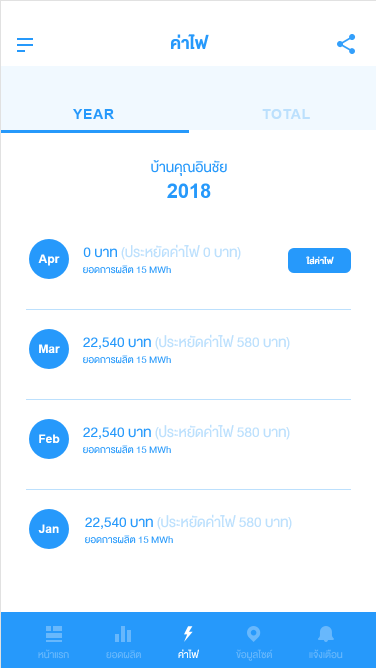 ค่าไฟ
YEAR TOTAL
บ้านคุณอินชัย
2018
Apr
0 บาท (ประหยัดค่าไฟ 0 บาท)
ยอดการผลิต 15 MWh
ใส่ค่าไฟ
Mar
22,540 บาท (ประหยัดค่าไฟ 580 บาท)
ยอดการผลิต 15 MWh
Feb
22,540 บาท (ประหยัดค่าไฟ 580 บาท)
ยอดการผลิต 15 MWh
Jan
22,540 บาท (ประหยัดค่าไฟ 580 บาท)
ยอดการผลิต 15 MWh
หน้าแรก ยอดผลิต ค่าไฟ ข้อมูลไซต์ แจ้งเตือน